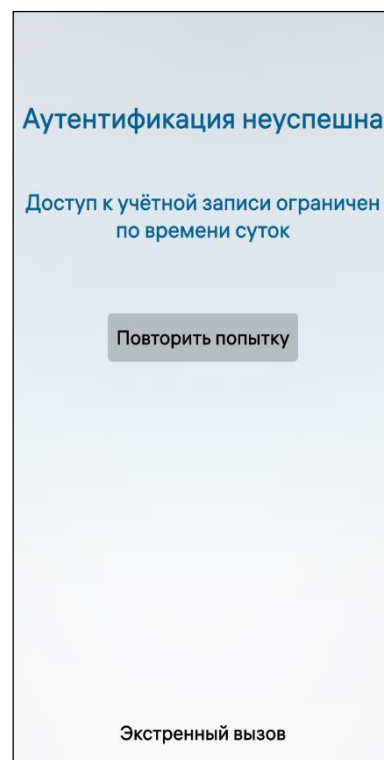 Аутентификация неуспешна
Доступ к учётной записи ограничен
по времени суток
Повторить попытку
Экстренный вызов